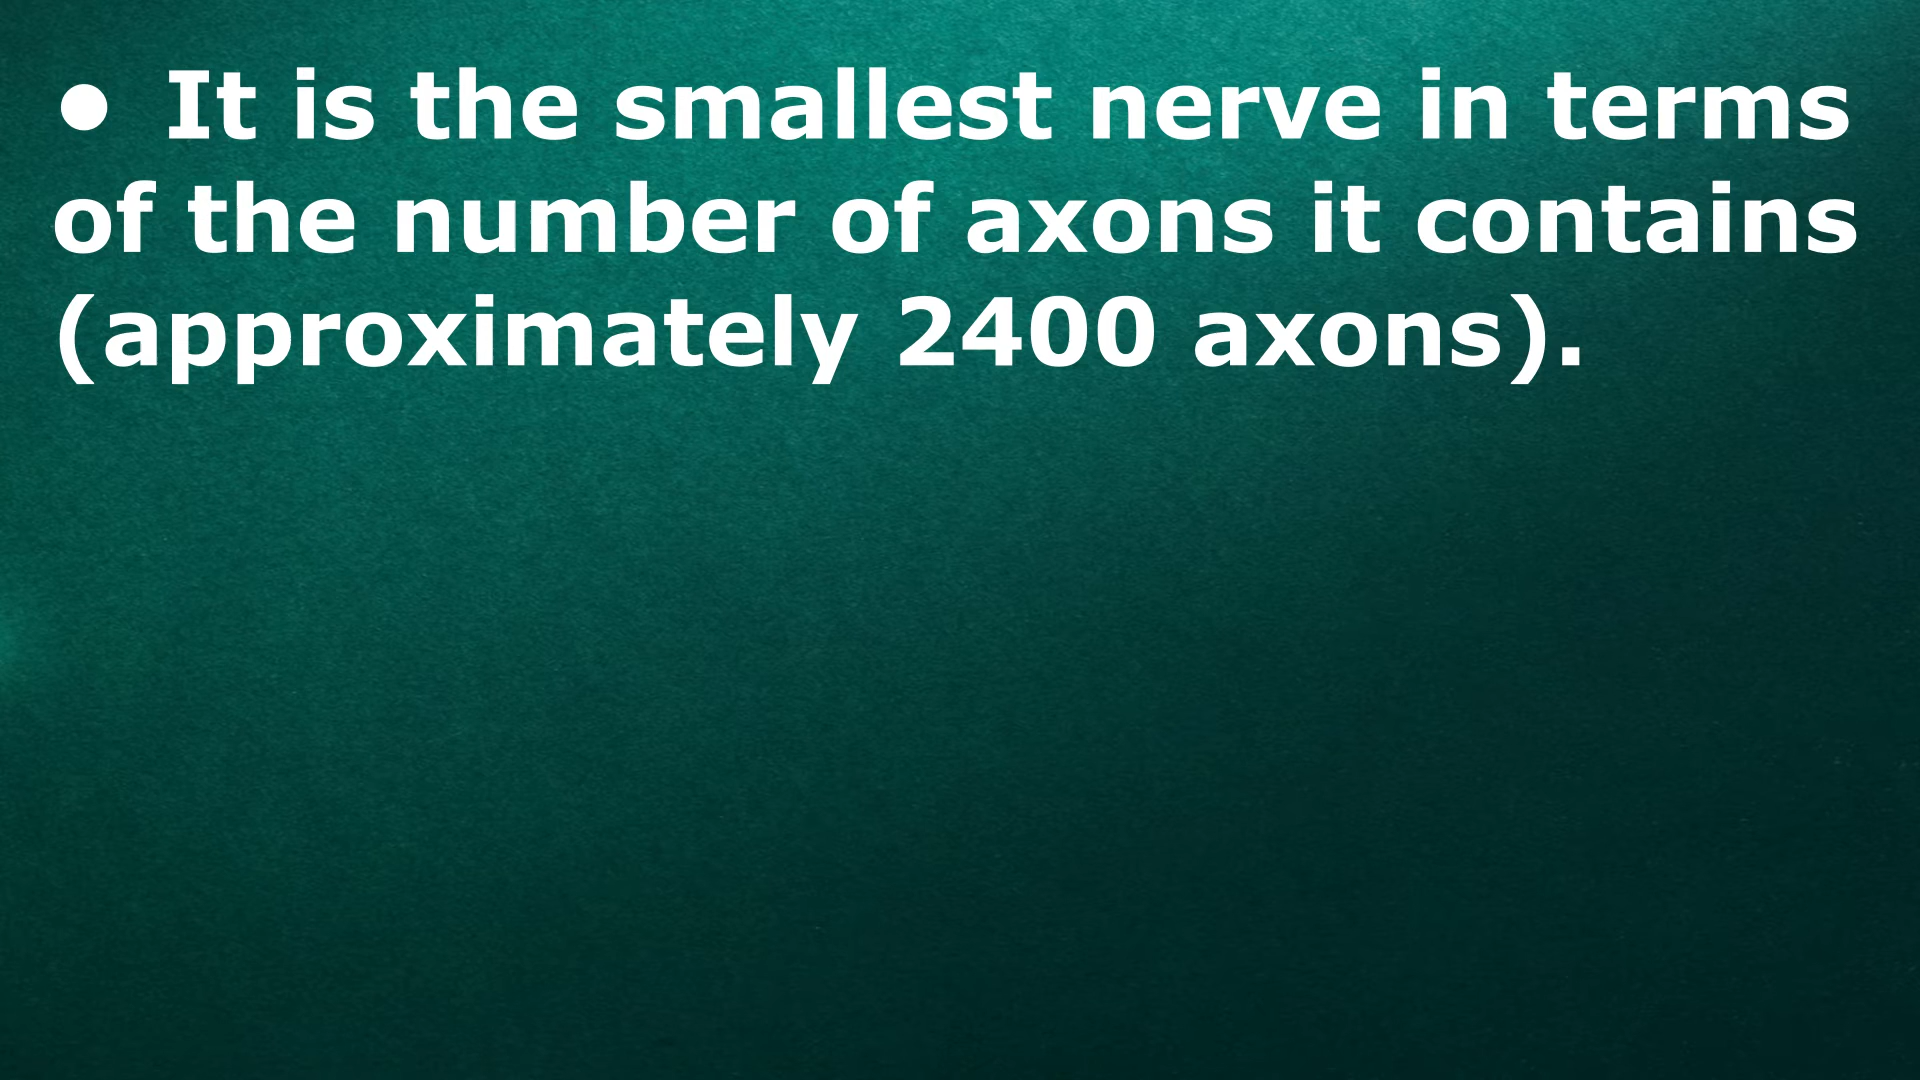 ● It is the smallest nerve in terms
of the number of axons it contains
(approximately 2400 axons).